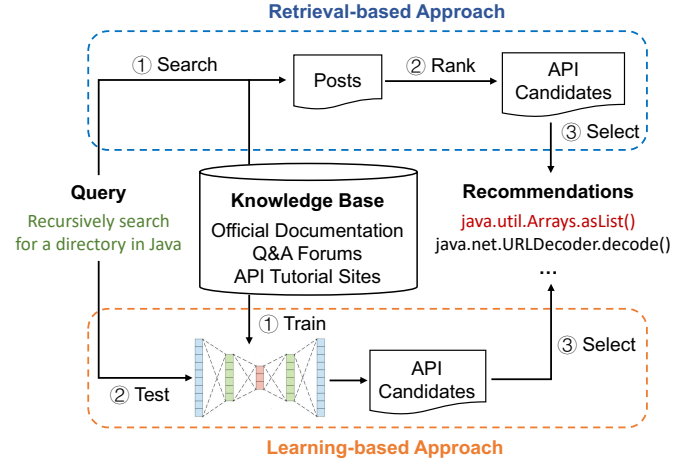 Retrieval-based Approach
① Search
Posts
② Rank
API
Candidates
③ Select
Query
Recursively search
for a directory in Java
Knowledge Base
Official Documentation
Q&A Forums
API Tutorial Sites
Recommendations
java.util.Arrays.asList()
java.net.URLDecoder.decode()
...
① Train
② Test
API
Candidates
③ Select
Learning-based Approach